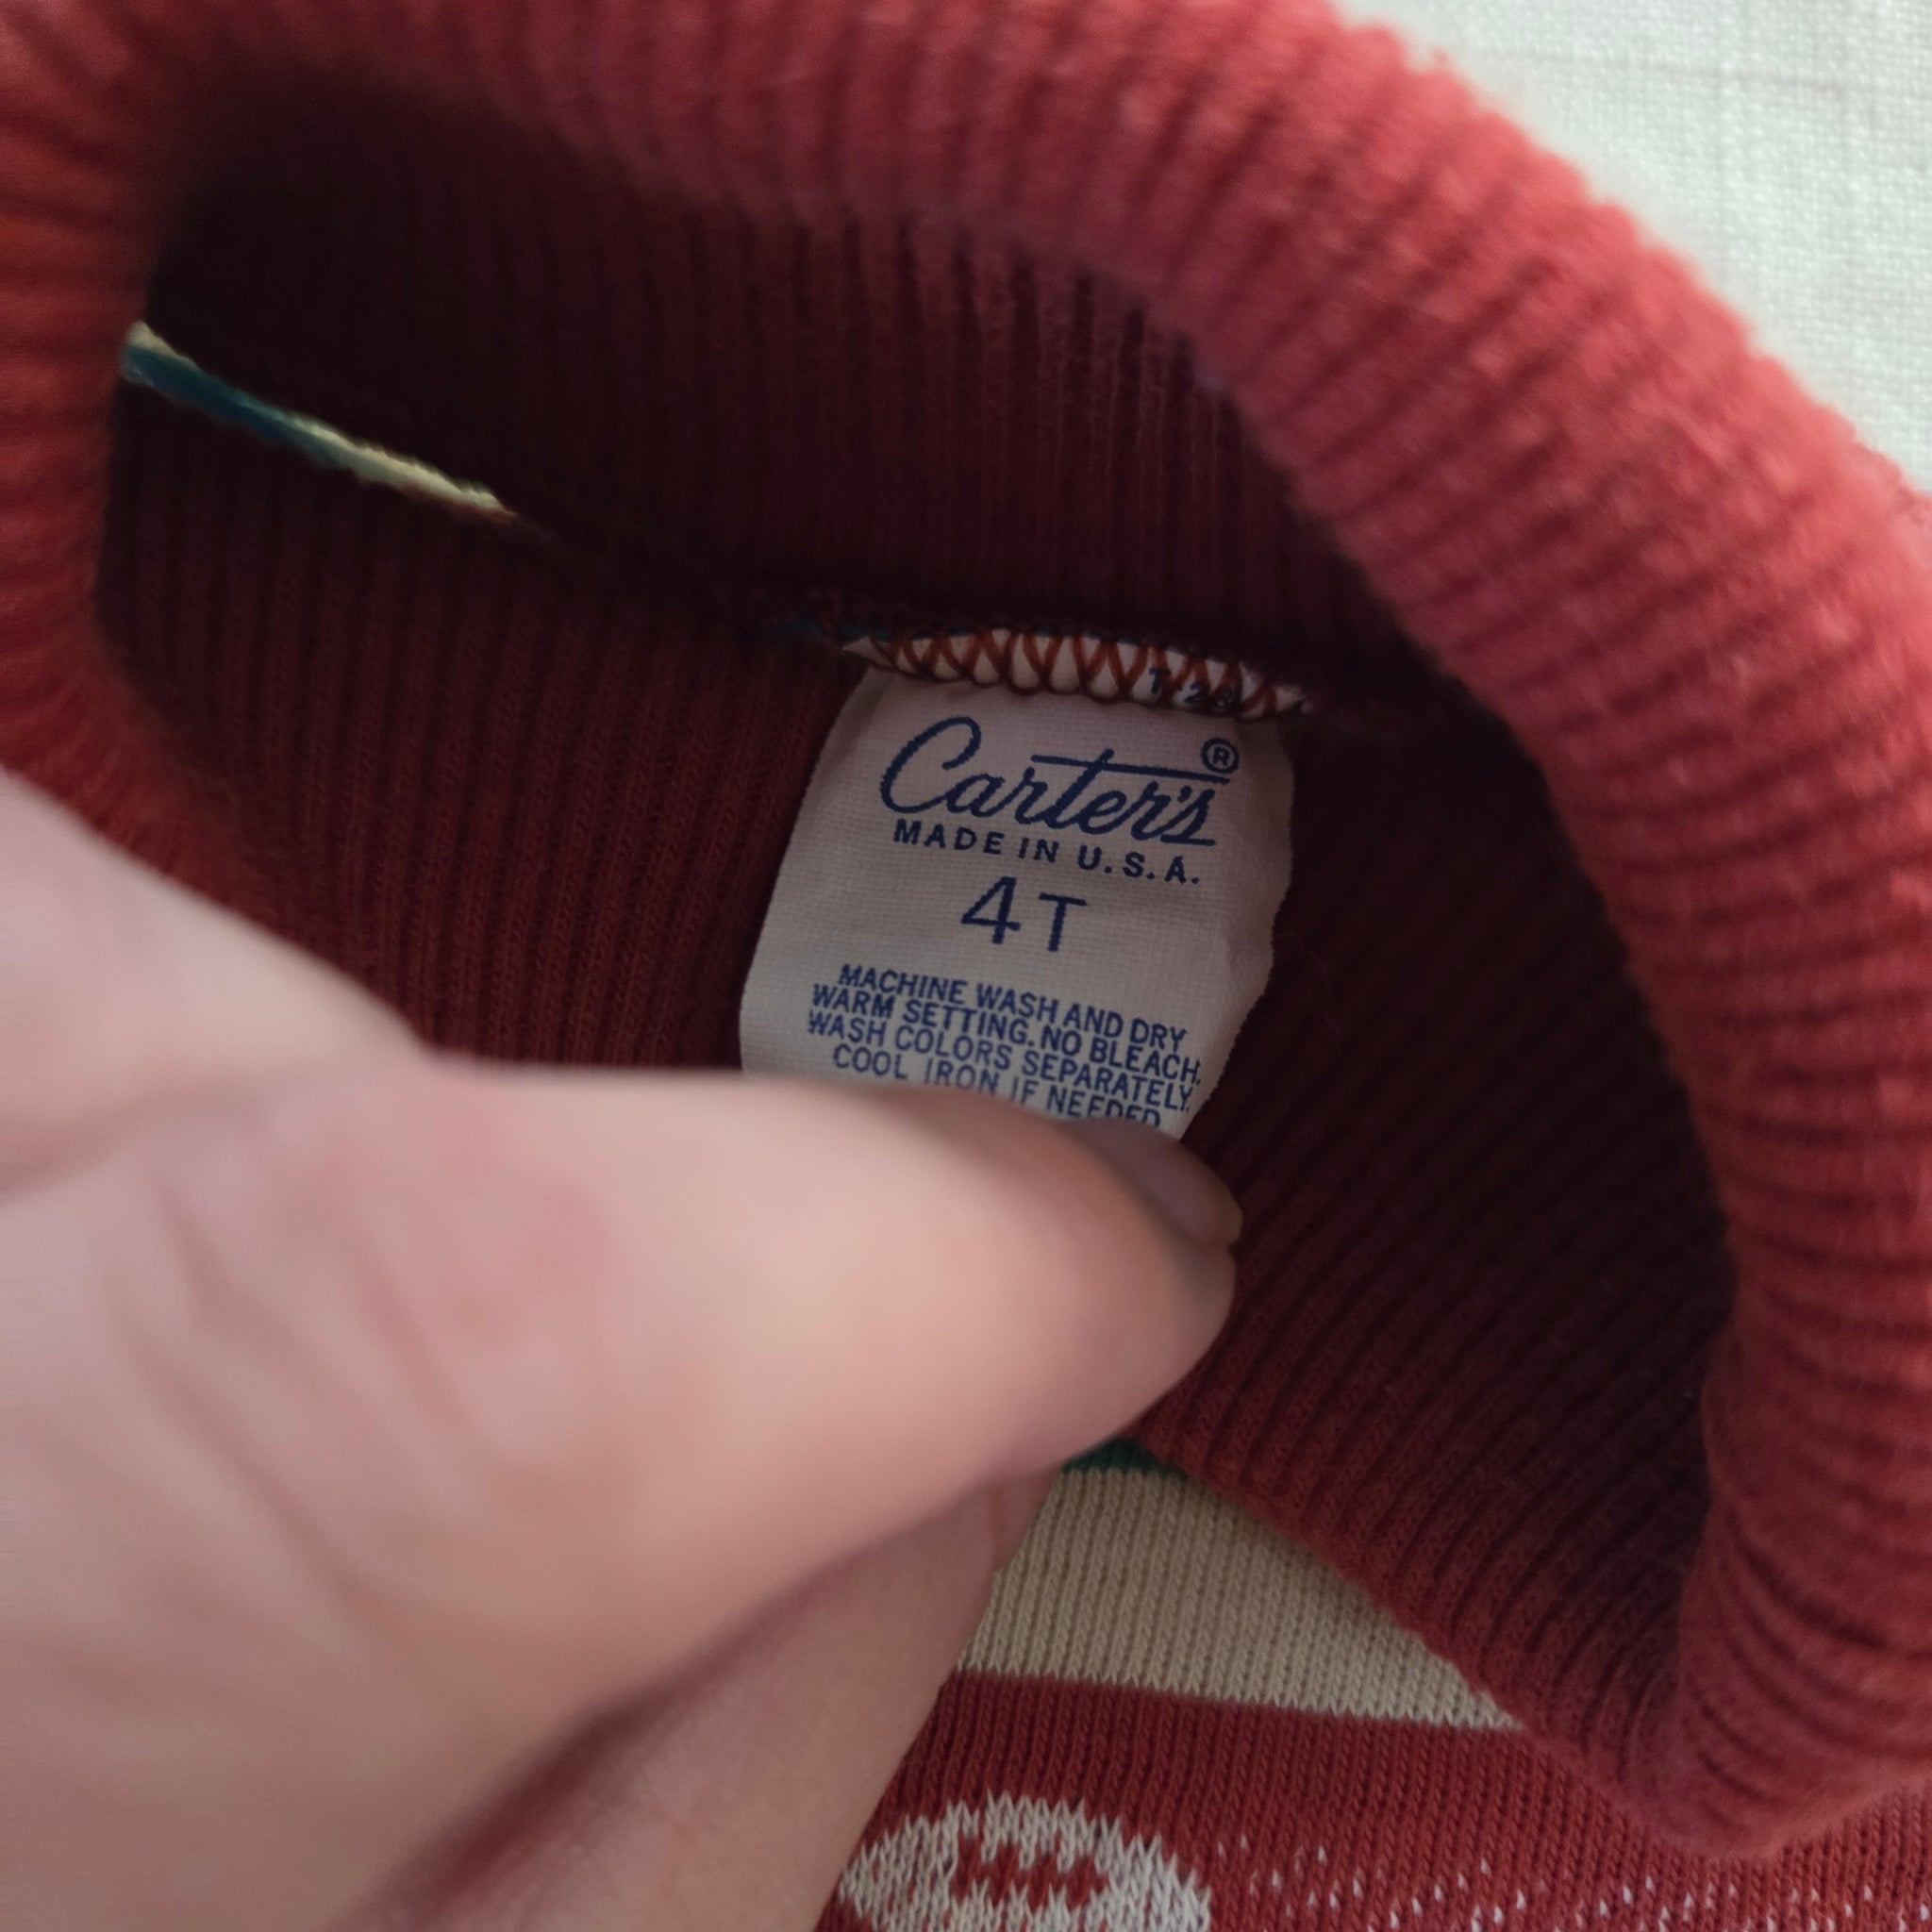 T-28
Carter's®
MADE IN U.S.A.
4T
MACHINE WASH AND DRY
WARM SETTING. NO BLEACH.
WASH COLORS SEPARATELY.
COOL IRON IF NEEDED.